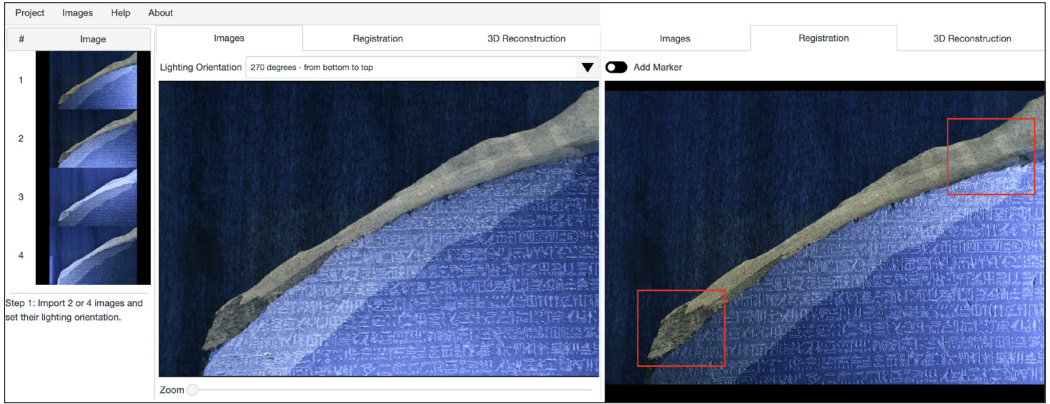 Project Images Help About
# Image
1
2
3
4
Step 1: Import 2 or 4 images and
set their lighting orientation.
Images Registration 3D Reconstruction
Lighting Orientation 270 degrees - from bottom to top
Zoom
Images Registration 3D Reconstruction
Add Marker